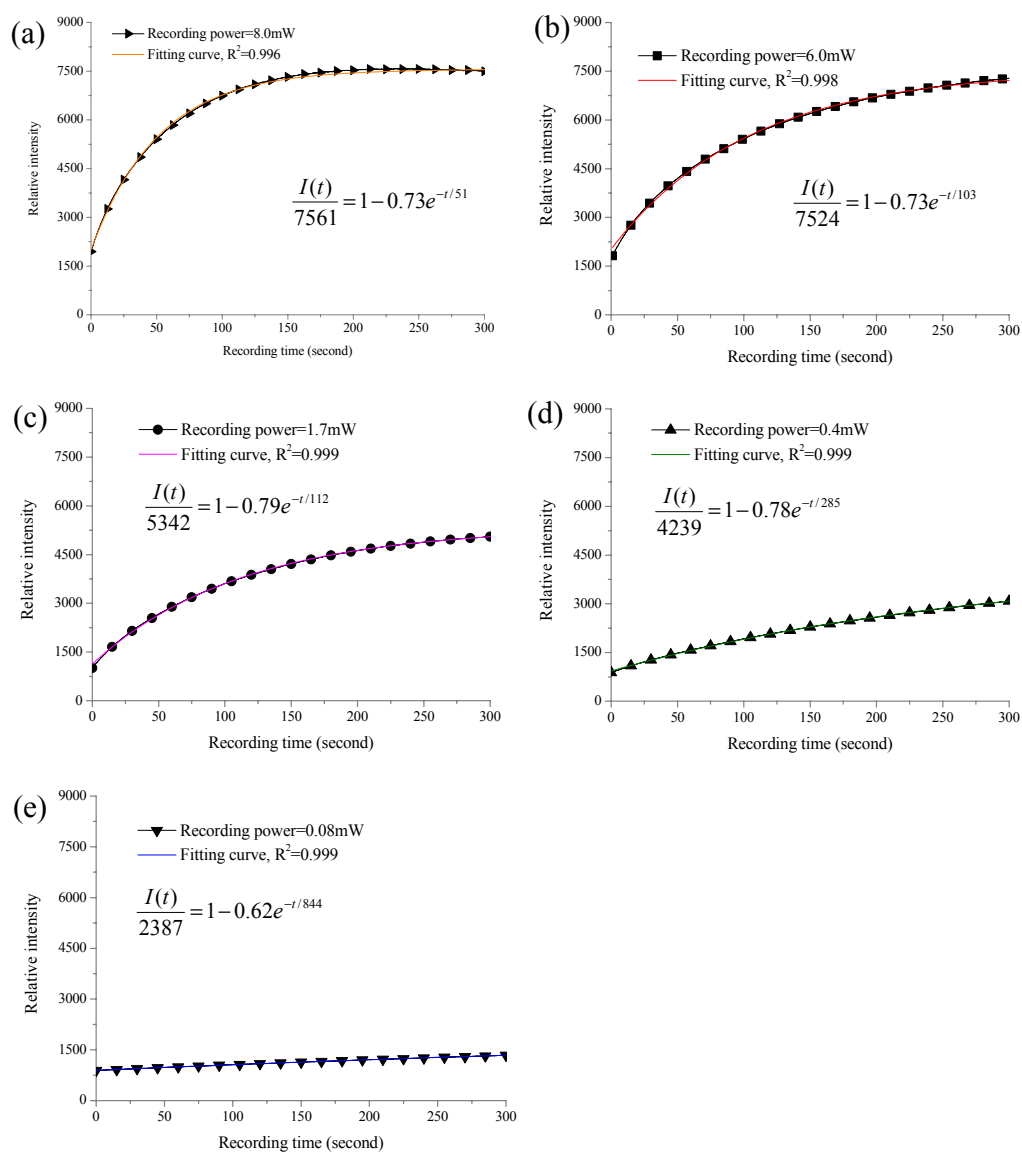 (a)
Recording power=8.0mW
Fitting curve, R²=0.996
I(t)/7561 = 1−0.73e^{−t/51}
Relative intensity
9000
7500
6000
4500
3000
1500
0
0 50 100 150 200 250 300
Recording time (second)
(b)
Recording power=6.0mW
Fitting curve, R²=0.998
I(t)/7524 = 1−0.73e^{−t/103}
Relative intensity
9000
7500
6000
4500
3000
1500
0
0 50 100 150 200 250 300
Recording time (second)
(c)
Recording power=1.7mW
Fitting curve, R²=0.999
I(t)/5342 = 1−0.79e^{−t/112}
Relative intensity
9000
7500
6000
4500
3000
1500
0
0 50 100 150 200 250 300
Recording time (second)
(d)
Recording power=0.4mW
Fitting curve, R²=0.999
I(t)/4239 = 1−0.78e^{−t/285}
Relative intensity
9000
7500
6000
4500
3000
1500
0
0 50 100 150 200 250 300
Recording time (second)
(e)
Recording power=0.08mW
Fitting curve, R²=0.999
I(t)/2387 = 1−0.62e^{−t/844}
Relative intensity
9000
7500
6000
4500
3000
1500
0
0 50 100 150 200 250 300
Recording time (second)